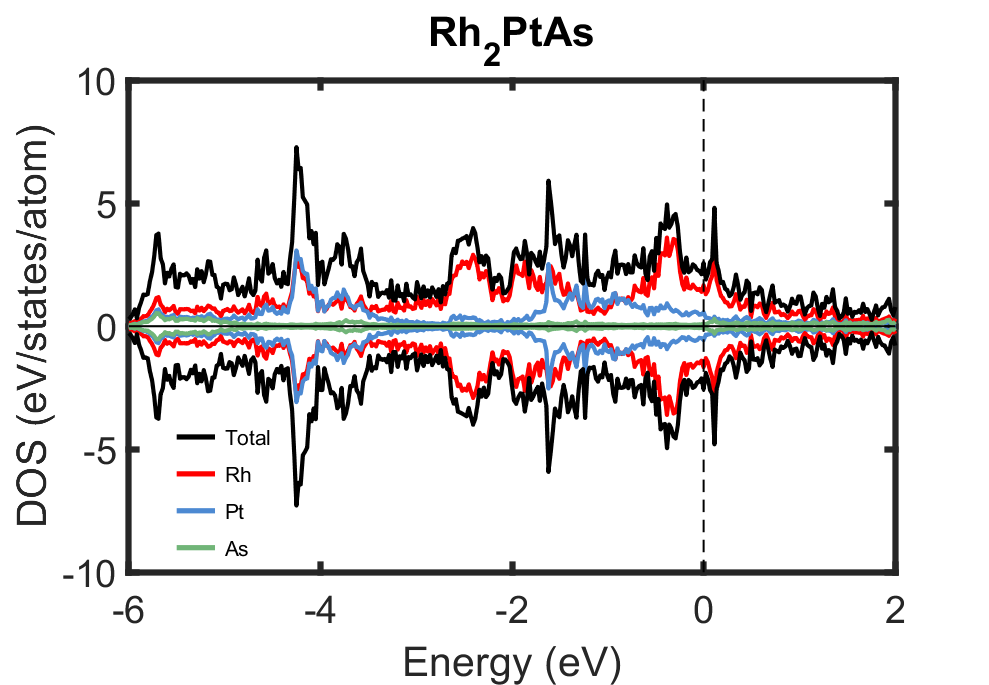 Rh2PtAs
10
5
0
-5
-10
DOS (eV/states/atom)
Total
Rh
Pt
As
-6 -4 -2 0 2
Energy (eV)